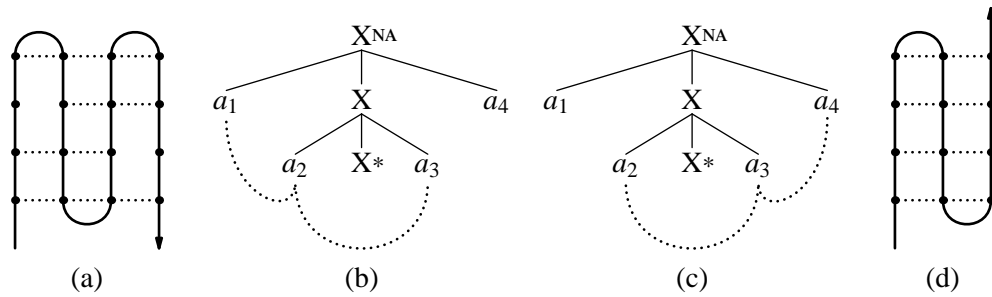 X^NA
a₁ X a₄
a₂ X* a₃
X^NA
a₁ X a₄
a₂ X* a₃
(a) (b) (c) (d)